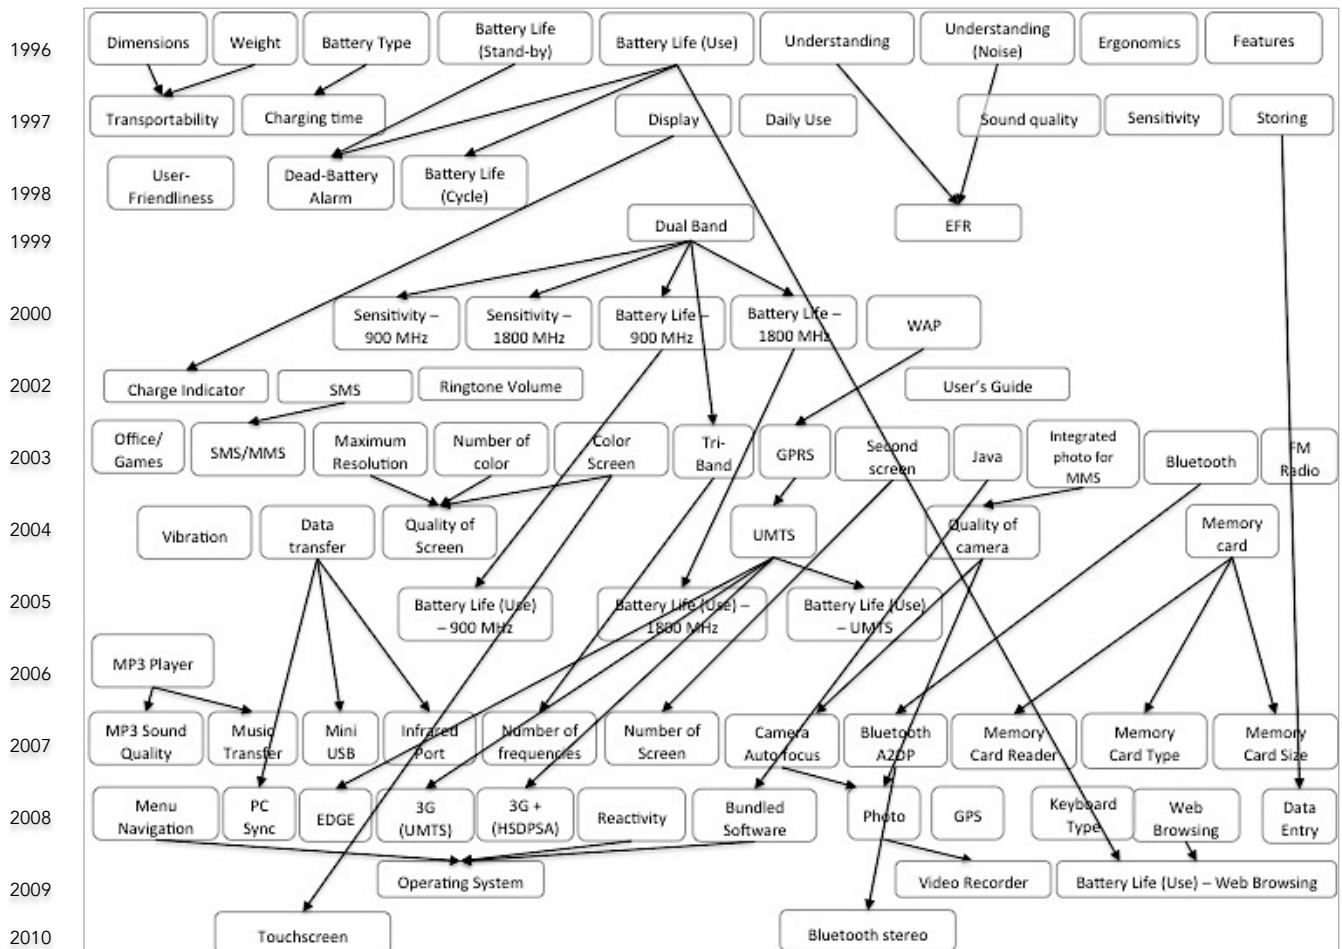 1996
Dimensions
Weight
Battery Type
Battery Life
(Stand-by)
Battery Life (Use)
Understanding
Understanding
(Noise)
Ergonomics
Features
1997
Transportability
Charging time
Display
Daily Use
Sound quality
Sensitivity
Storing
1998
User-
Friendliness
Dead-Battery
Alarm
Battery Life
(Cycle)
1999
Dual Band
EFR
2000
Sensitivity –
900 MHz
Sensitivity –
1800 MHz
Battery Life –
900 MHz
Battery Life –
1800 MHz
WAP
2002
Charge Indicator
SMS
Ringtone Volume
User's Guide
2003
Office/
Games
SMS/MMS
Maximum
Resolution
Number of
color
Color
Screen
Tri-
Band
GPRS
Second
screen
Java
Integrated
photo for
MMS
Bluetooth
FM
Radio
2004
Vibration
Data
transfer
Quality of
Screen
UMTS
Quality of
camera
Memory
card
2005
Battery Life (Use)
– 900 MHz
Battery Life (Use) –
1800 MHz
Battery Life (Use)
– UMTS
2006
MP3 Player
2007
MP3 Sound
Quality
Music
Transfer
Mini
USB
Infrared
Port
Number of
frequencies
Number of
Screen
Camera
Auto focus
Bluetooth
A2DP
Memory
Card Reader
Memory
Card Type
Memory
Card Size
2008
Menu
Navigation
PC
Sync
EDGE
3G
(UMTS)
3G +
(HSDPSA)
Reactivity
Bundled
Software
Photo
GPS
Keyboard
Type
Web
Browsing
Data
Entry
2009
Operating System
Video Recorder
Battery Life (Use) – Web Browsing
2010
Touchscreen
Bluetooth stereo